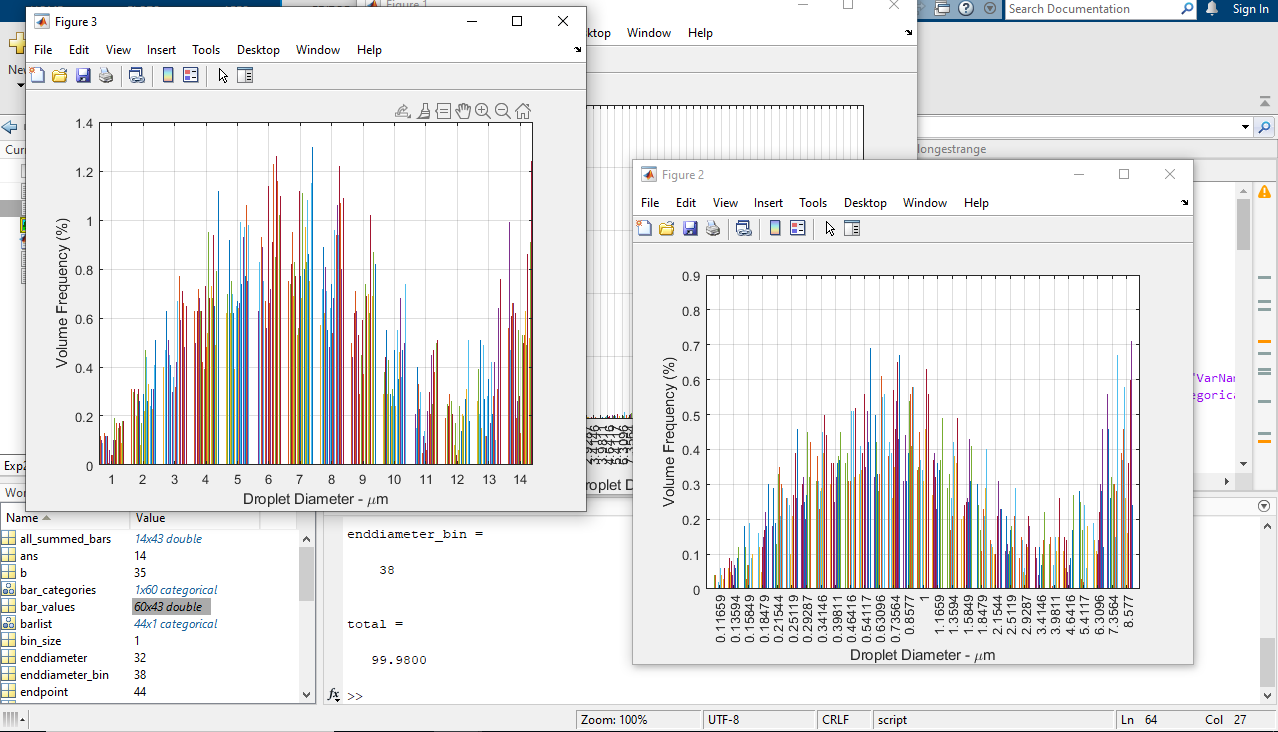 Figure 3
File Edit View Insert Tools Desktop Window Help
1.4
1.2
1
0.8
0.6
0.4
0.2
0
Volume Frequency (%)
1 2 3 4 5 6 7 8 9 10 11 12 13 14
Droplet Diameter - μm
Figure 1
Window Help
Search Documentation
Sign In
longestrange
Figure 2
File Edit View Insert Tools Desktop Window Help
0.9
0.8
0.7
0.6
0.5
0.4
0.3
0.2
0.1
0
Volume Frequency (%)
0.11659 0.13594 0.15849 0.18479 0.21544 0.25119 0.29287 0.34146 0.39811 0.46416 0.54117 0.63096 0.73564 0.8577 1 1.1659 1.3594 1.5849 1.8479 2.1544 2.5119 2.9287 3.4146 3.9811 4.6416 5.4117 6.3096 7.3564 8.577
Droplet Diameter - μm
Name Value
all_summed_bars 14x43 double
ans 14
b 35
bar_categories 1x60 categorical
bar_values 60x43 double
barlist 44x1 categorical
bin_size 1
enddiameter 32
enddiameter_bin 38
endpoint 44
enddiameter_bin =
38
total =
99.9800
fx >>
Zoom: 100% UTF-8 CRLF script Ln 64 Col 27